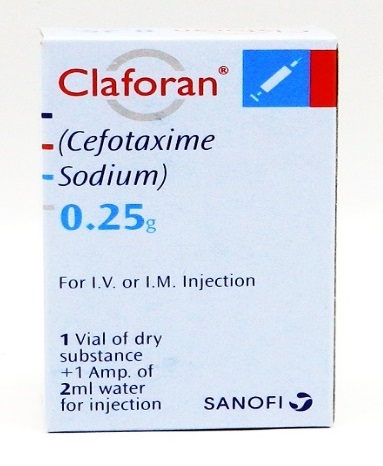 Claforan®
(Cefotaxime
Sodium)
0.25g
For I.V. or I.M. Injection
1 Vial of dry
substance
+1 Amp. of
2ml water
for injection
SANOFI